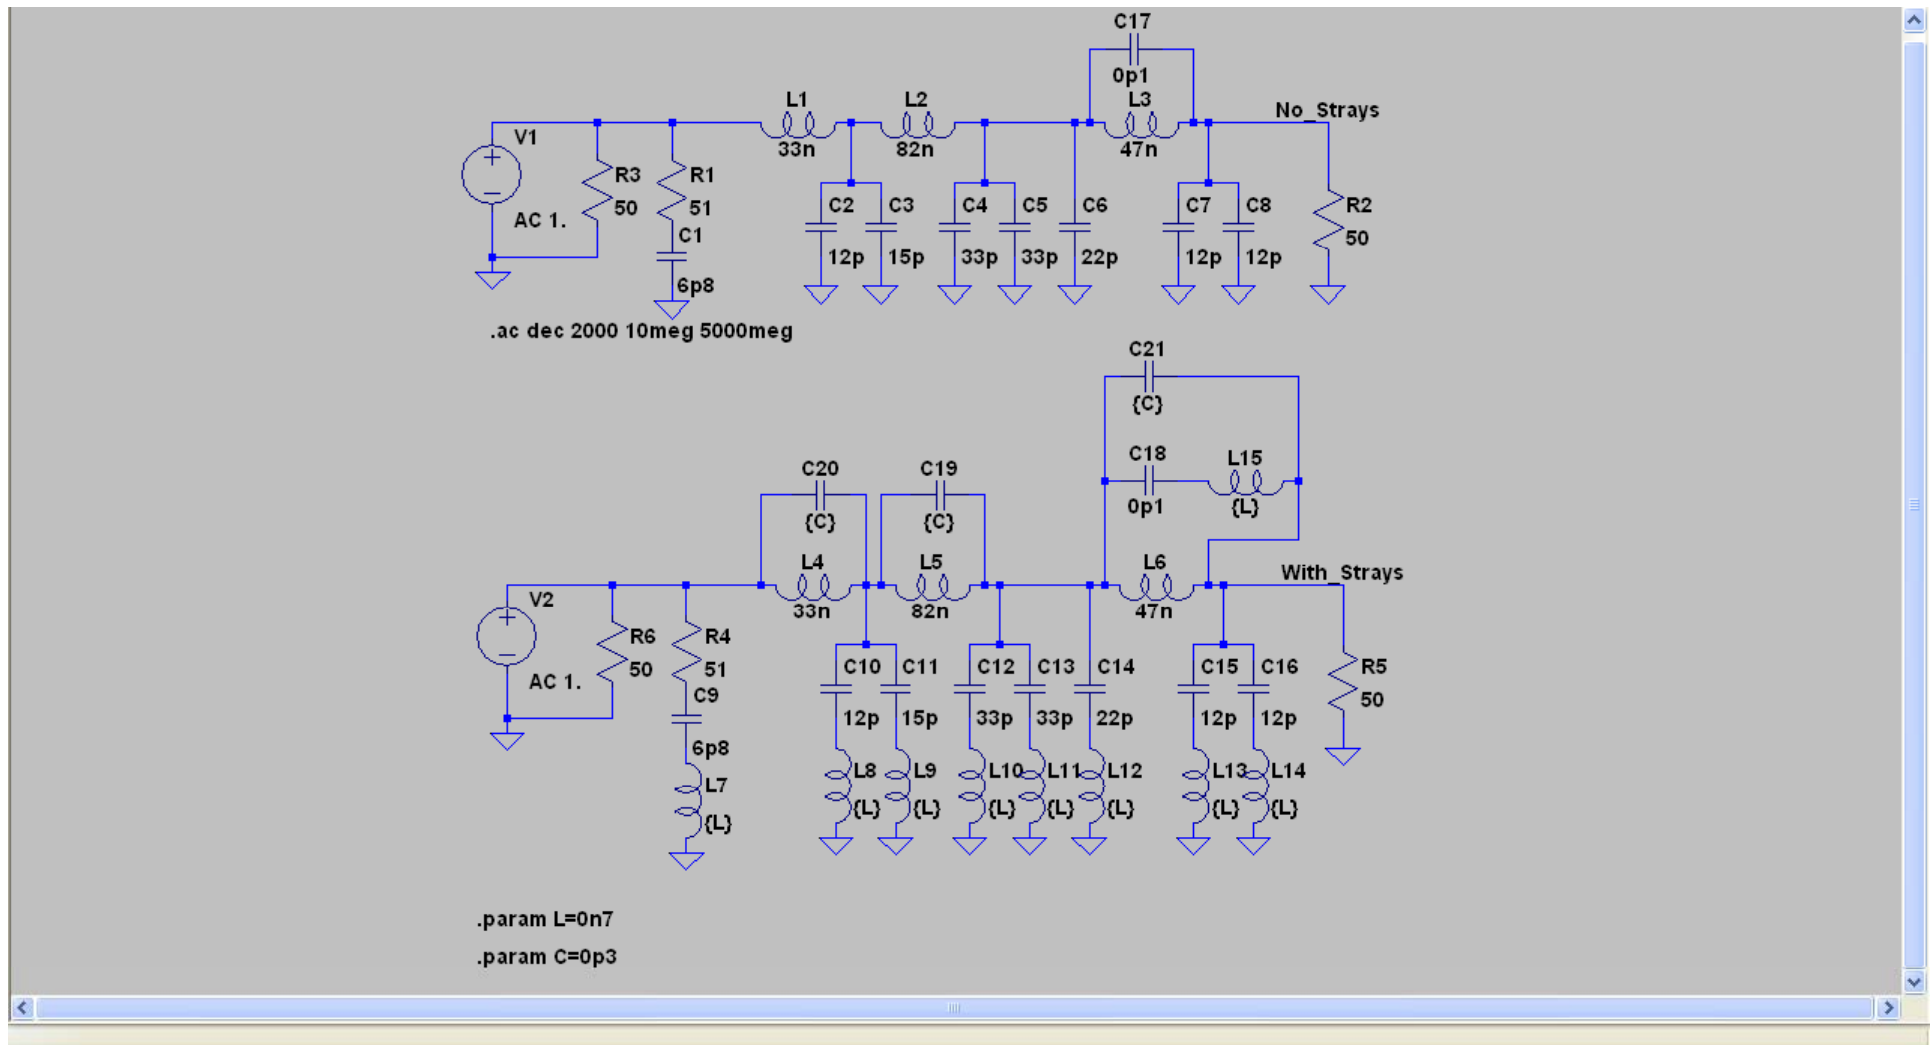 C17
0p1
L1
L2
L3
No_Strays
33n
82n
47n
V1
AC 1.
R3
50
R1
51
C1
6p8
C2
12p
C3
15p
C4
33p
C5
33p
C6
22p
C7
12p
C8
12p
R2
50
.ac dec 2000 10meg 5000meg
C21
{C}
C18
0p1
L15
{L}
C20
{C}
C19
{C}
L4
33n
L5
82n
L6
47n
With_Strays
V2
AC 1.
R6
50
R4
51
C9
6p8
L7
{L}
C10
12p
C11
15p
C12
33p
C13
33p
C14
22p
C15
12p
C16
12p
R5
50
L8
{L}
L9
{L}
L10
{L}
L11
{L}
L12
{L}
L13
{L}
L14
{L}
.param L=0n7
.param C=0p3